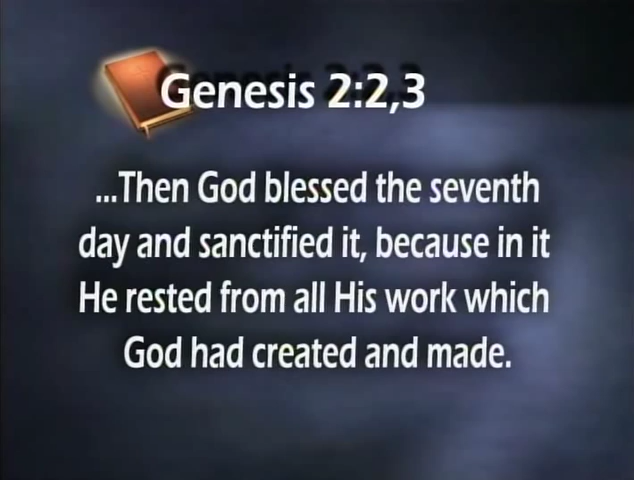 Genesis 2:2,3
...Then God blessed the seventh
day and sanctified it, because in it
He rested from all His work which
God had created and made.